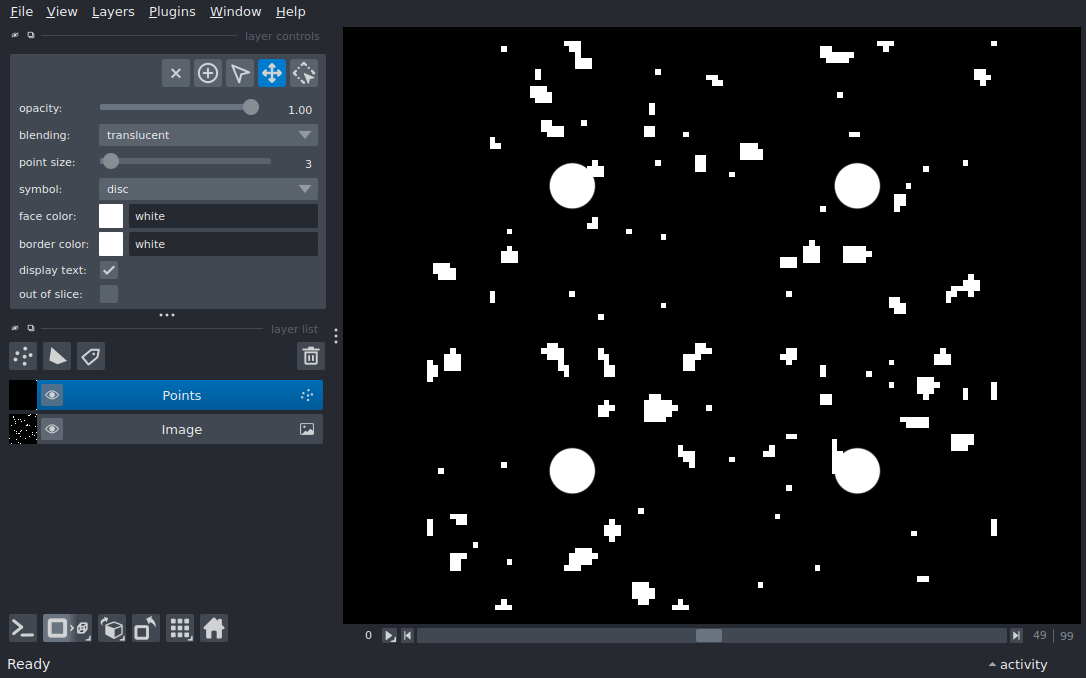 File View Layers Plugins Window Help
layer controls
opacity: 1.00
blending: translucent
point size: 3
symbol: disc
face color: white
border color: white
display text:
out of slice:
layer list
Points
Image
0 49 99
Ready activity